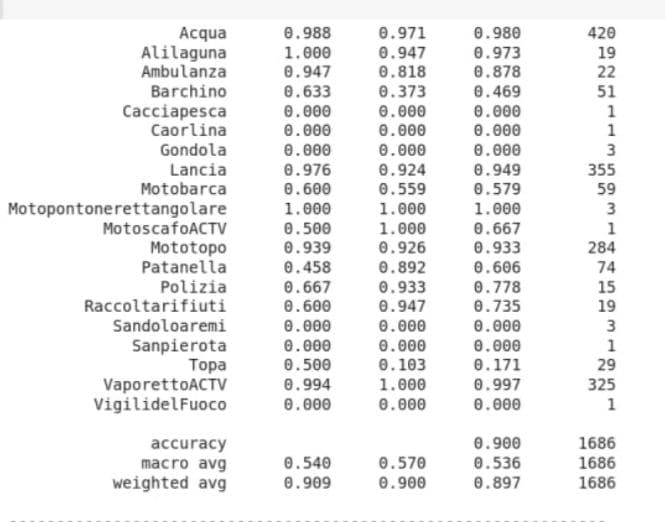 Acqua 0.988 0.971 0.980 420
Alilaguna 1.000 0.947 0.973 19
Ambulanza 0.947 0.818 0.878 22
Barchino 0.633 0.373 0.469 51
Cacciapesca 0.000 0.000 0.000 1
Caorlina 0.000 0.000 0.000 1
Gondola 0.000 0.000 0.000 3
Lancia 0.976 0.924 0.949 355
Motobarca 0.600 0.559 0.579 59
Motopontonerettangolare 1.000 1.000 1.000 3
MotoscafoACTV 0.500 1.000 0.667 1
Mototopo 0.939 0.926 0.933 284
Patanella 0.458 0.892 0.606 74
Polizia 0.667 0.933 0.778 15
Raccoltarifiuti 0.600 0.947 0.735 19
Sandoloaremi 0.000 0.000 0.000 3
Sanpierota 0.000 0.000 0.000 1
Topa 0.500 0.103 0.171 29
VaporettoACTV 0.994 1.000 0.997 325
VigilidelFuoco 0.000 0.000 0.000 1
accuracy 0.900 1686
macro avg 0.540 0.570 0.536 1686
weighted avg 0.909 0.900 0.897 1686